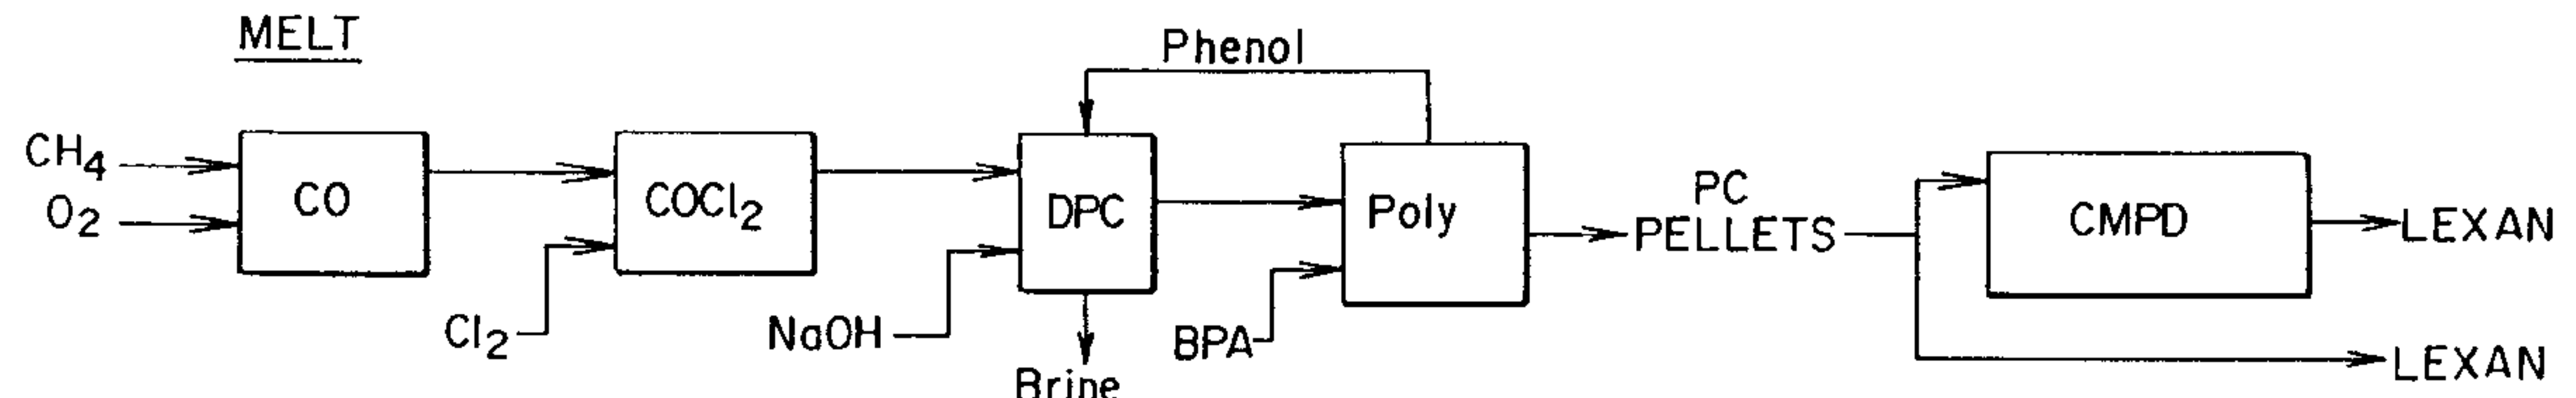 MELT
Phenol
CH4
O2
CO
COCl2
DPC
Poly
PC
PELLETS
CMPD
LEXAN
Cl2
NaOH
BPA
LEXAN
Brine